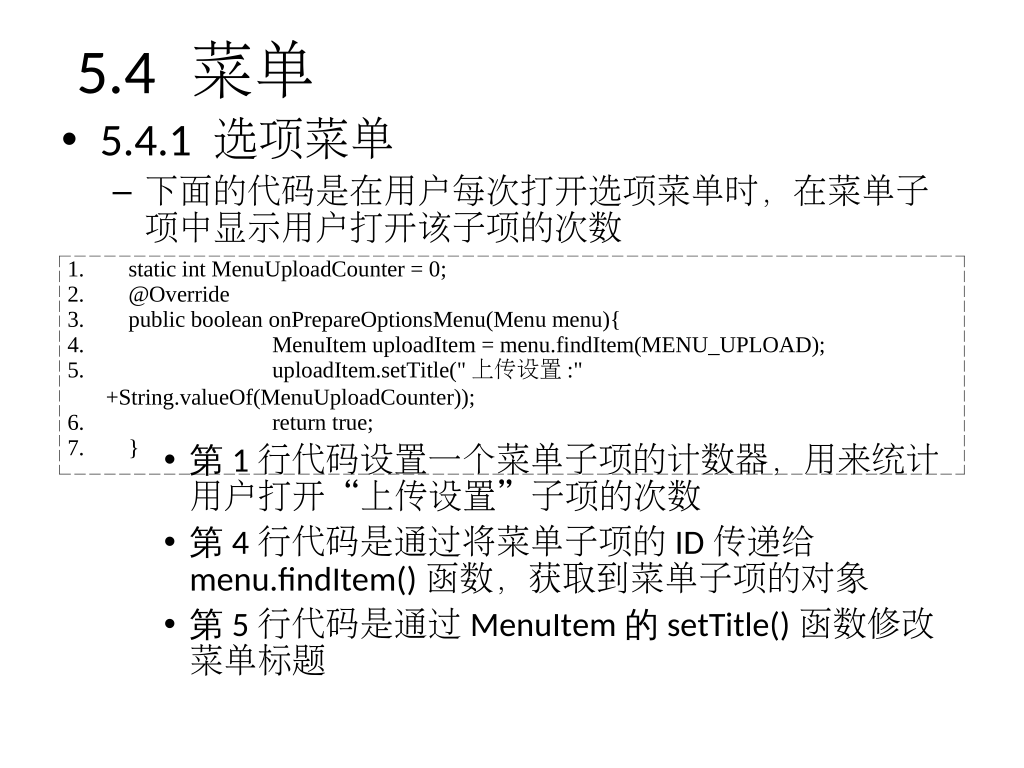 5.4 菜单
• 5.4.1 选项菜单
– 下面的代码是在用户每次打开选项菜单时，在菜单子
项中显示用户打开该子项的次数
1. static int MenuUploadCounter = 0;
2. @Override
3. public boolean onPrepareOptionsMenu(Menu menu){
4. MenuItem uploadItem = menu.findItem(MENU_UPLOAD);
5. uploadItem.setTitle(" 上传设置 :"
+String.valueOf(MenuUploadCounter));
6. return true;
7. }
• 第 1 行代码设置一个菜单子项的计数器，用来统计
用户打开“上传设置”子项的次数
• 第 4 行代码是通过将菜单子项的 ID 传递给
menu.findItem() 函数，获取到菜单子项的对象
• 第 5 行代码是通过 MenuItem 的 setTitle() 函数修改
菜单标题